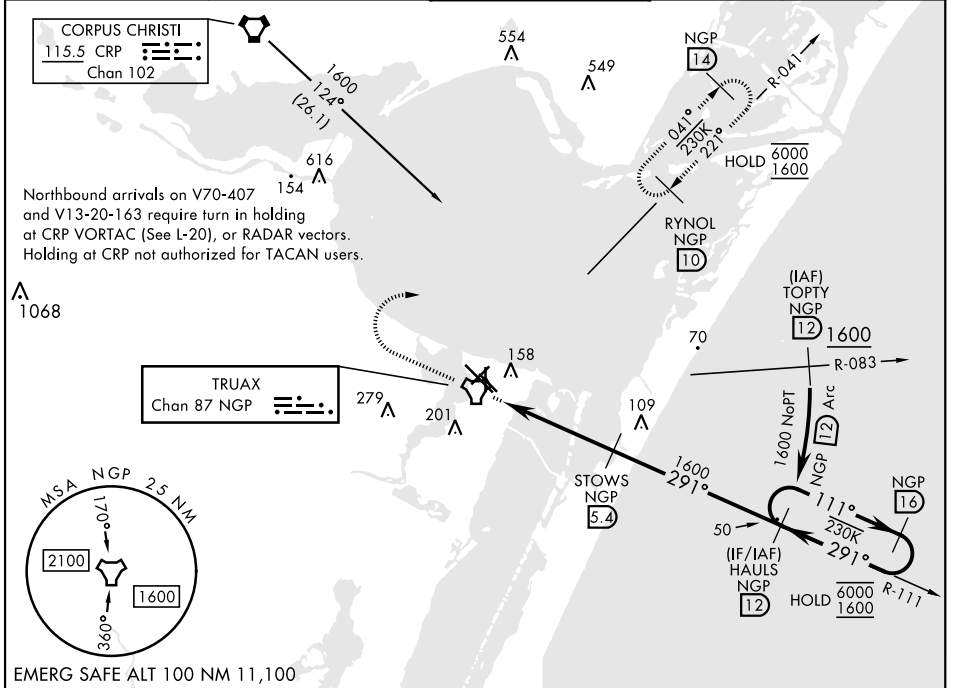 CORPUS CHRISTI
115.5 CRP
Chan 102
1600
124°
(26.1)
554
549
NGP
14
R-041
041°
230K
221°
HOLD 6000
1600
RYNOL
NGP
10
616
154
Northbound arrivals on V70-407
and V13-20-163 require turn in holding
at CRP VORTAC (See L-20), or RADAR vectors.
Holding at CRP not authorized for TACAN users.
1068
(IAF)
TOPTY
NGP
12
1600
R-083
70
158
TRUAX
Chan 87 NGP
279
201
109
1600 NoPT
NGP 12 Arc
STOWS
NGP
5.4
1600
291°
NGP
16
111°
230K
291°
50
(IF/IAF)
HAULS
NGP
12
HOLD 6000
1600
R-111
MSA NGP 25 NM
170°
2100
1600
360°
EMERG SAFE ALT 100 NM 11,100